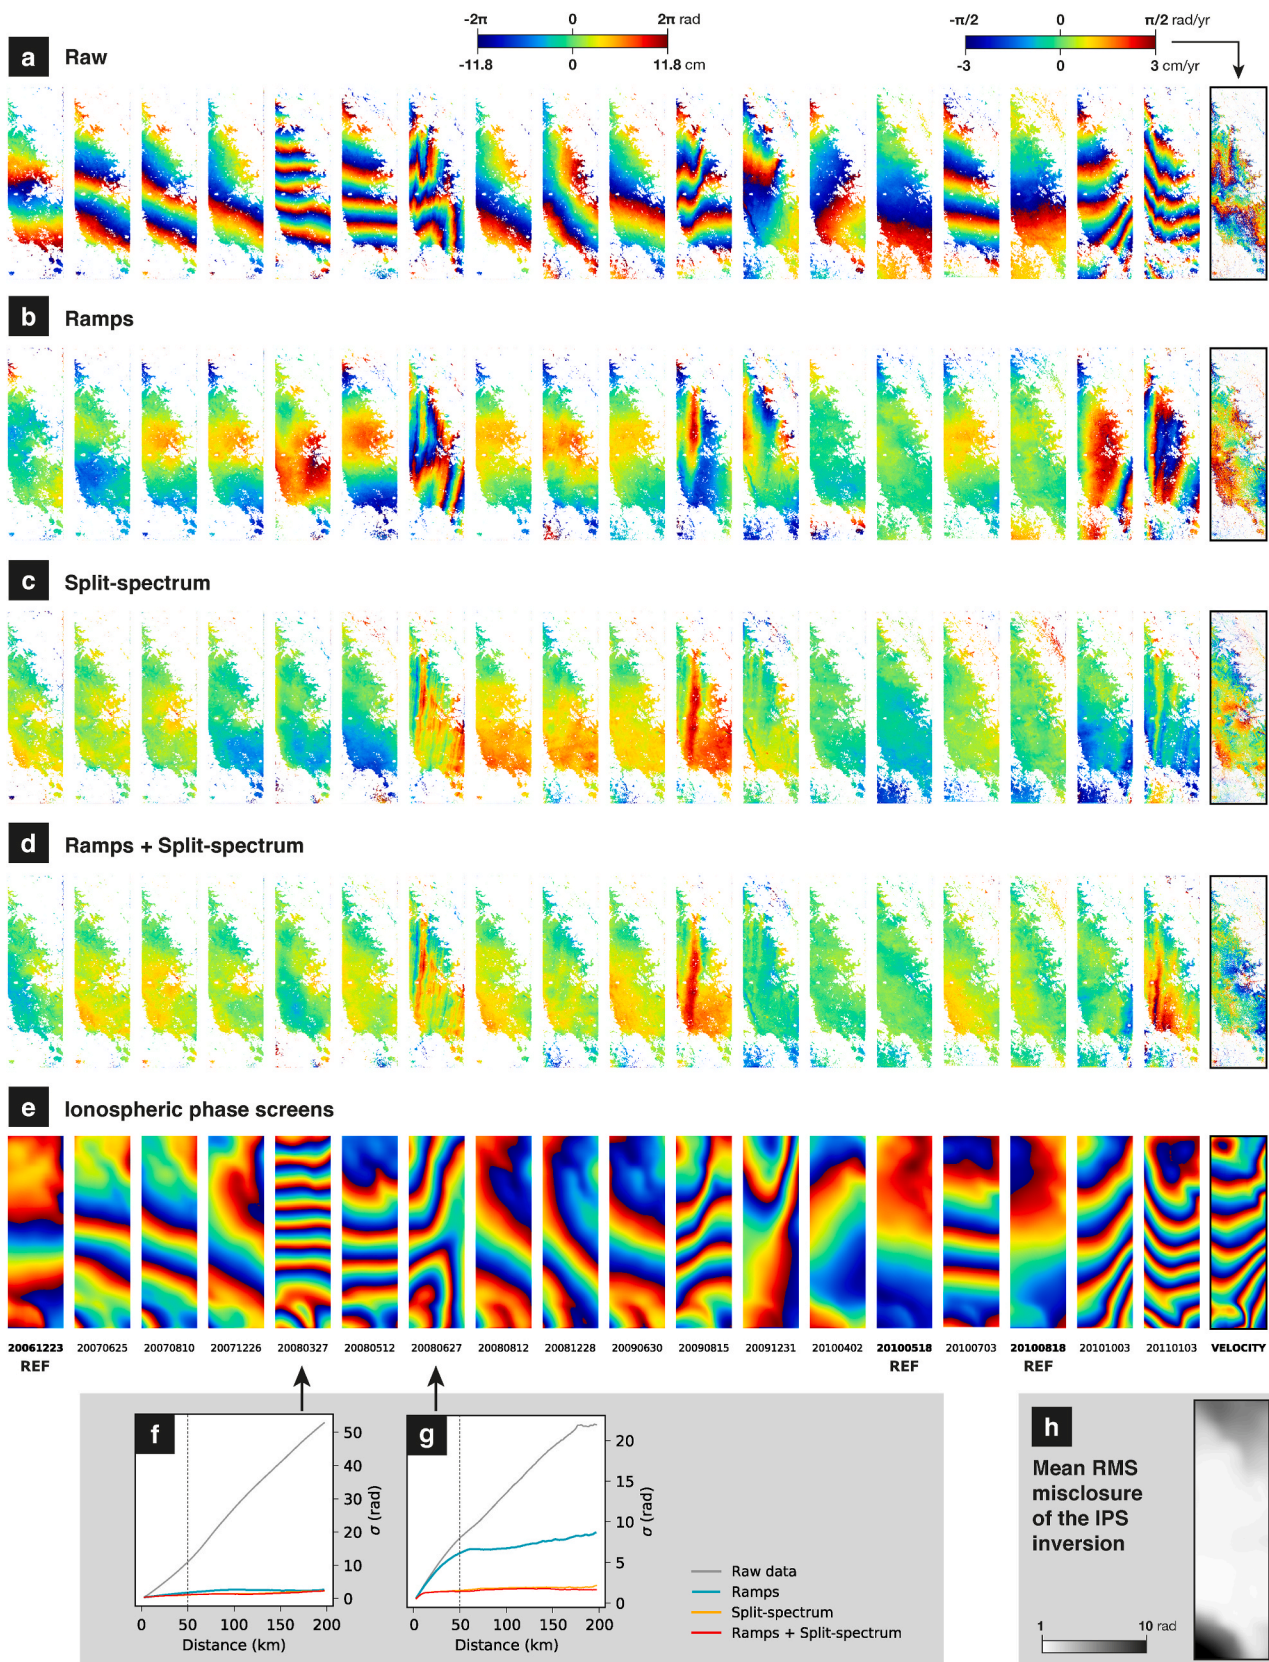 -2π 0 2π rad
-11.8 0 11.8 cm
-π/2 0 π/2 rad/yr
-3 0 3 cm/yr
a Raw
b Ramps
c Split-spectrum
d Ramps + Split-spectrum
e Ionospheric phase screens
20061223 20070625 20070810 20071226 20080327 20080512 20080627 20080812 20081228 20090630 20090815 20091231 20100402 20100518 20100703 20100818 20101003 20110103 VELOCITY
REF REF REF
f
50
40
30
20
10
0
σ (rad)
0 50 100 150 200
Distance (km)
g
20
15
10
5
0
σ (rad)
0 50 100 150 200
Distance (km)
Raw data
Ramps
Split-spectrum
Ramps + Split-spectrum
h
Mean RMS
misclosure
of the IPS
inversion
1 10 rad